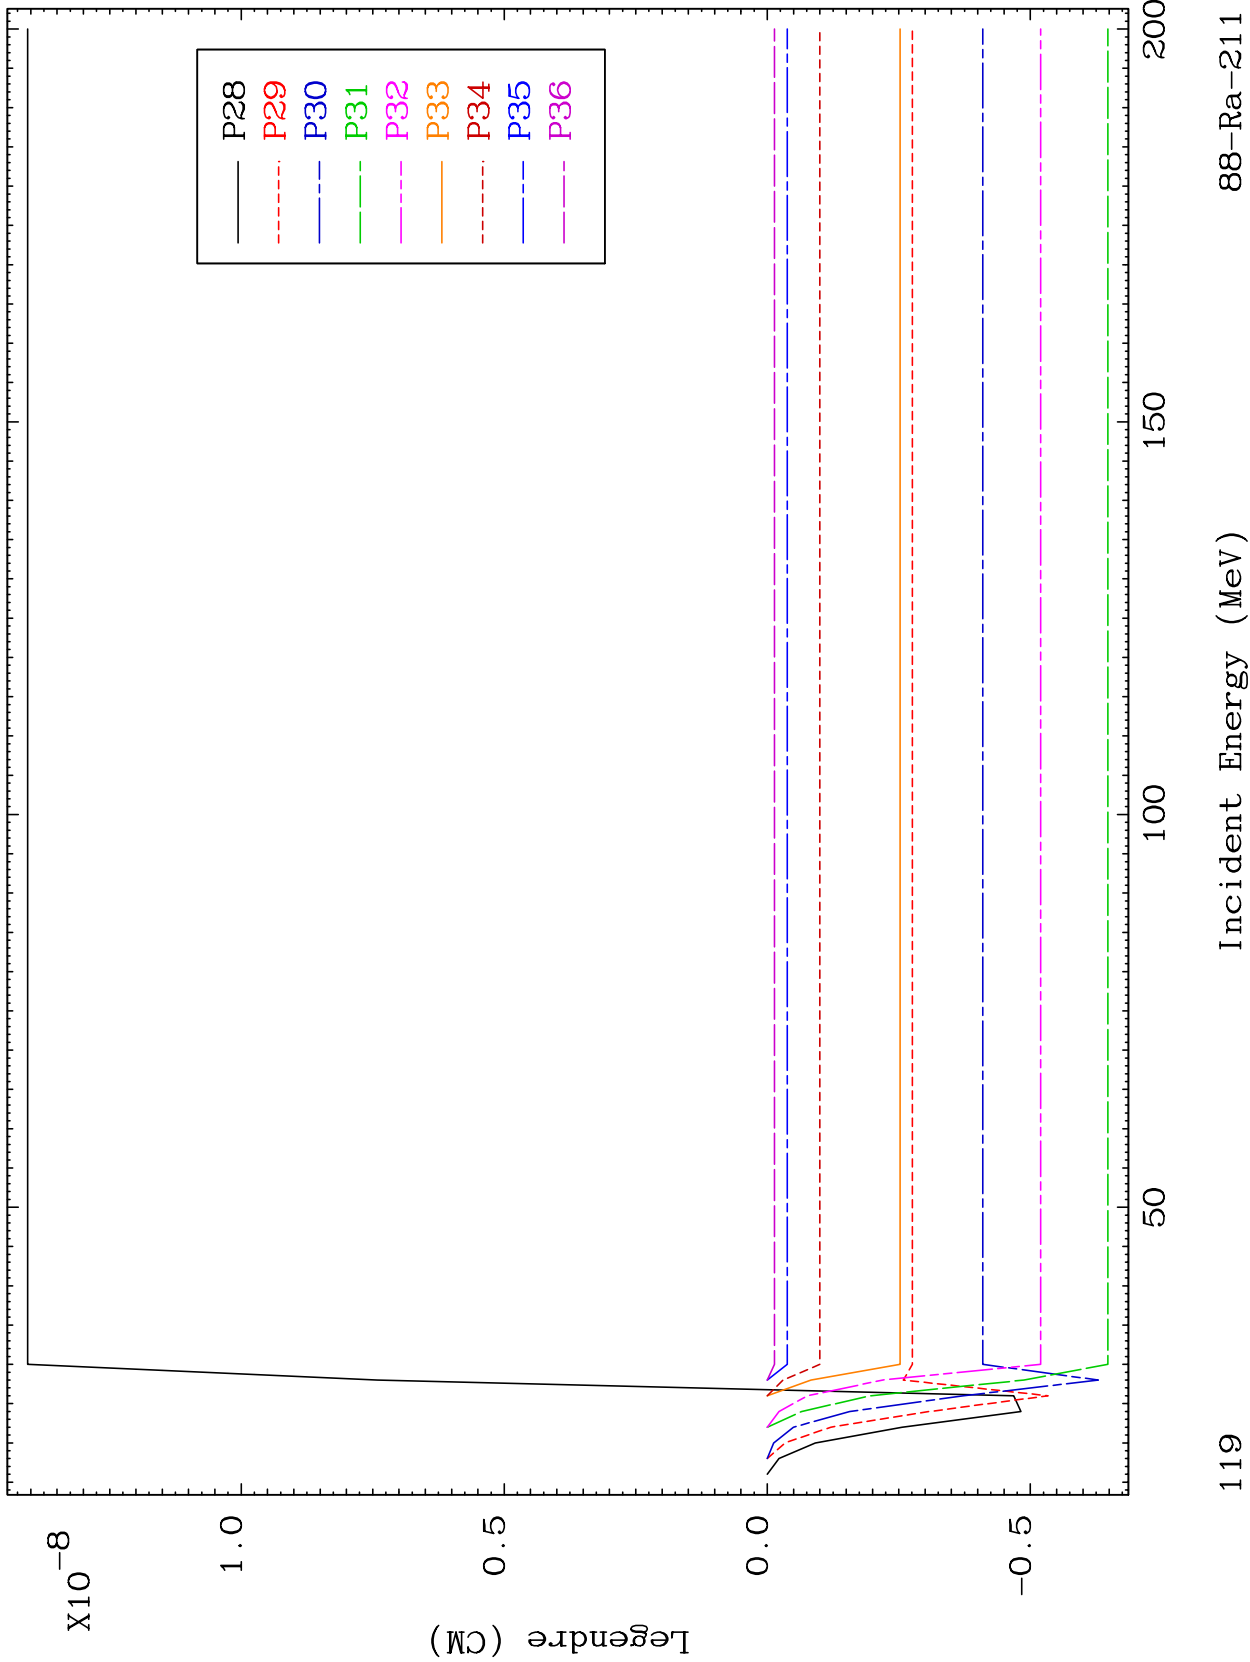 X10-8
1.0
0.5
0.0
-0.5
Legendre (CM)
P28
P29
P30
P31
P32
P33
P34
P35
P36
50
100
150
200
119
Incident Energy (MeV)
88-Ra-211